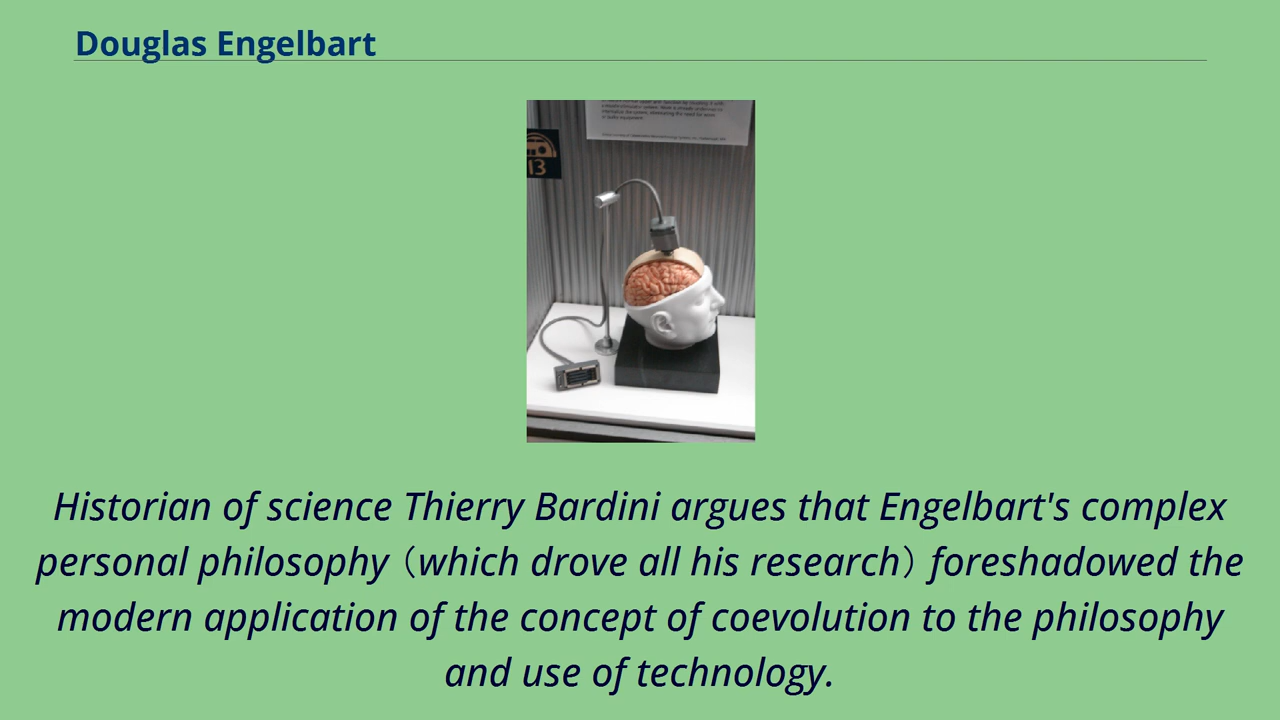 Douglas Engelbart
13
Historian of science Thierry Bardini argues that Engelbart's complex
personal philosophy （which drove all his research） foreshadowed the
modern application of the concept of coevolution to the philosophy
and use of technology.